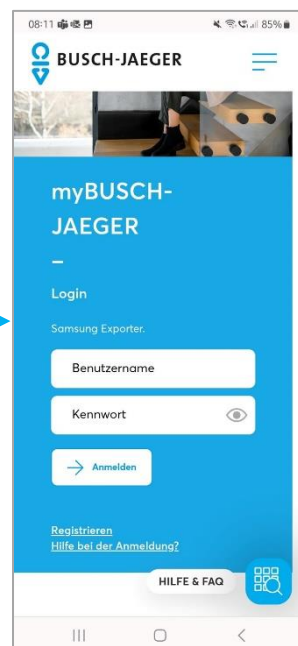 08:11
85%
BUSCH-JAEGER
myBUSCH-
JAEGER
–
Login
Samsung Exporter.
Benutzername
Kennwort
Anmelden
Registrieren
Hilfe bei der Anmeldung?
HILFE & FAQ